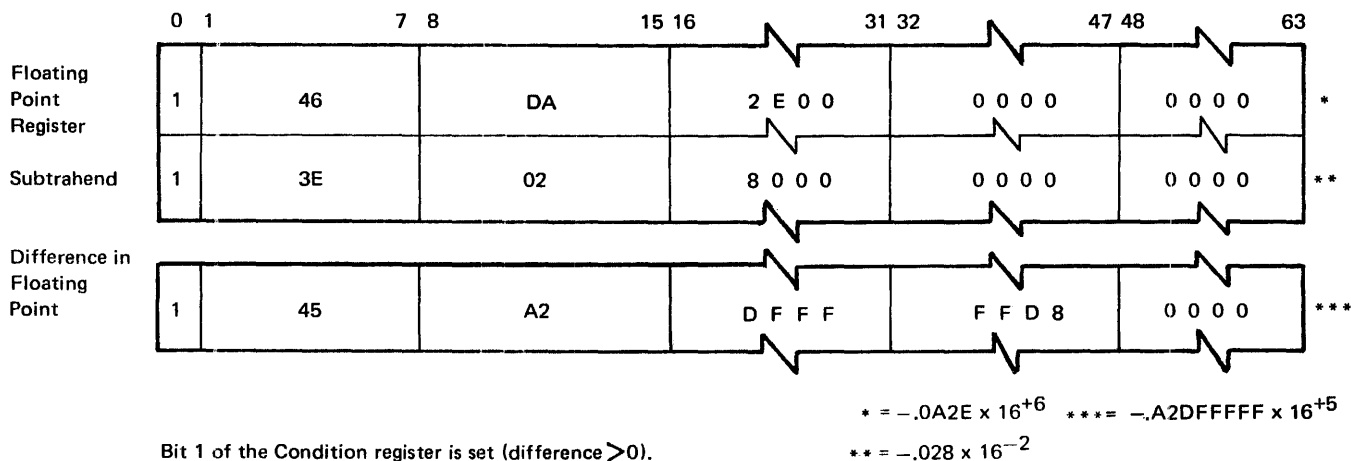 0 1 7 8 15 16 31 32 47 48 63
Floating
Point
Register
1 46 DA 2 E 0 0 0 0 0 0 0 0 0 0 *
Subtrahend 1 3E 02 8 0 0 0 0 0 0 0 0 0 0 0 **
Difference in
Floating
Point
1 45 A2 D F F F F F D 8 0 0 0 0 ***
* = –.0A2E x 16+6 *** = –.A2DFFFFF x 16+5
Bit 1 of the Condition register is set (difference >0). ** = –.028 x 16–2